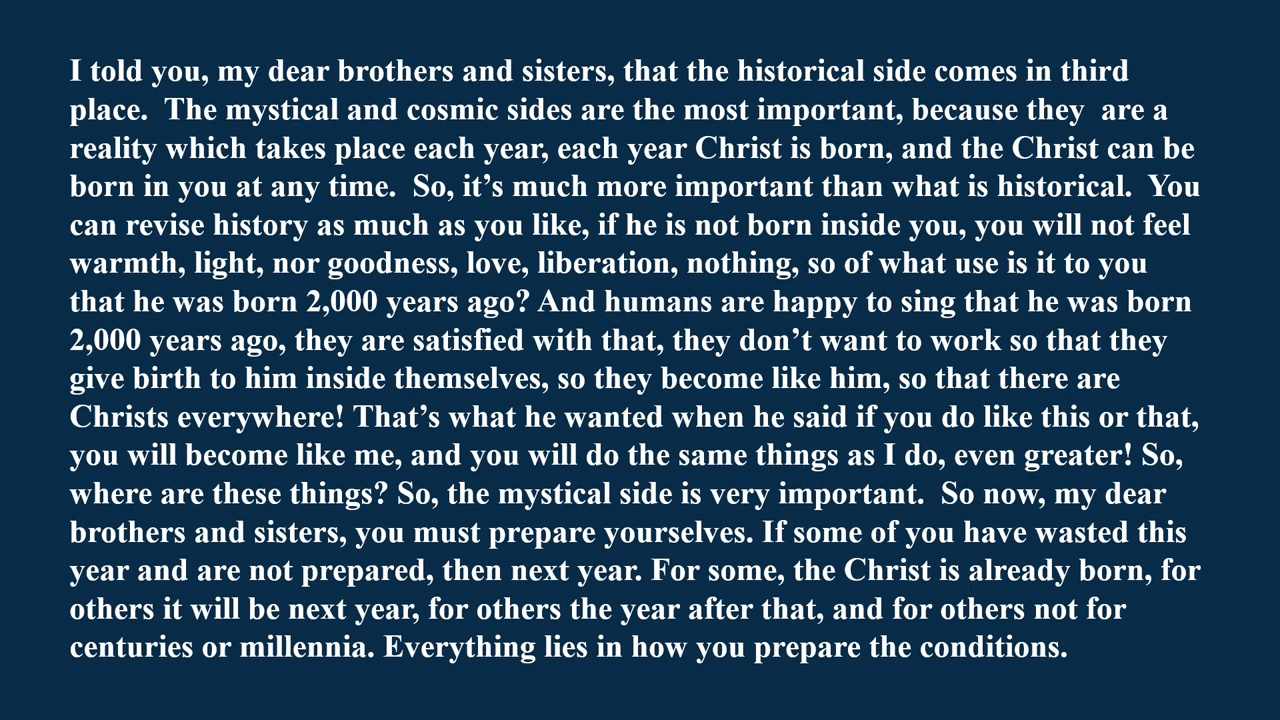 I told you, my dear brothers and sisters, that the historical side comes in third
place.  The mystical and cosmic sides are the most important, because they  are a
reality which takes place each year, each year Christ is born, and the Christ can be
born in you at any time.  So, it’s much more important than what is historical.  You
can revise history as much as you like, if he is not born inside you, you will not feel
warmth, light, nor goodness, love, liberation, nothing, so of what use is it to you
that he was born 2,000 years ago? And humans are happy to sing that he was born
2,000 years ago, they are satisfied with that, they don’t want to work so that they
give birth to him inside themselves, so they become like him, so that there are
Christs everywhere! That’s what he wanted when he said if you do like this or that,
you will become like me, and you will do the same things as I do, even greater! So,
where are these things? So, the mystical side is very important.  So now, my dear
brothers and sisters, you must prepare yourselves. If some of you have wasted this
year and are not prepared, then next year. For some, the Christ is already born, for
others it will be next year, for others the year after that, and for others not for
centuries or millennia. Everything lies in how you prepare the conditions.